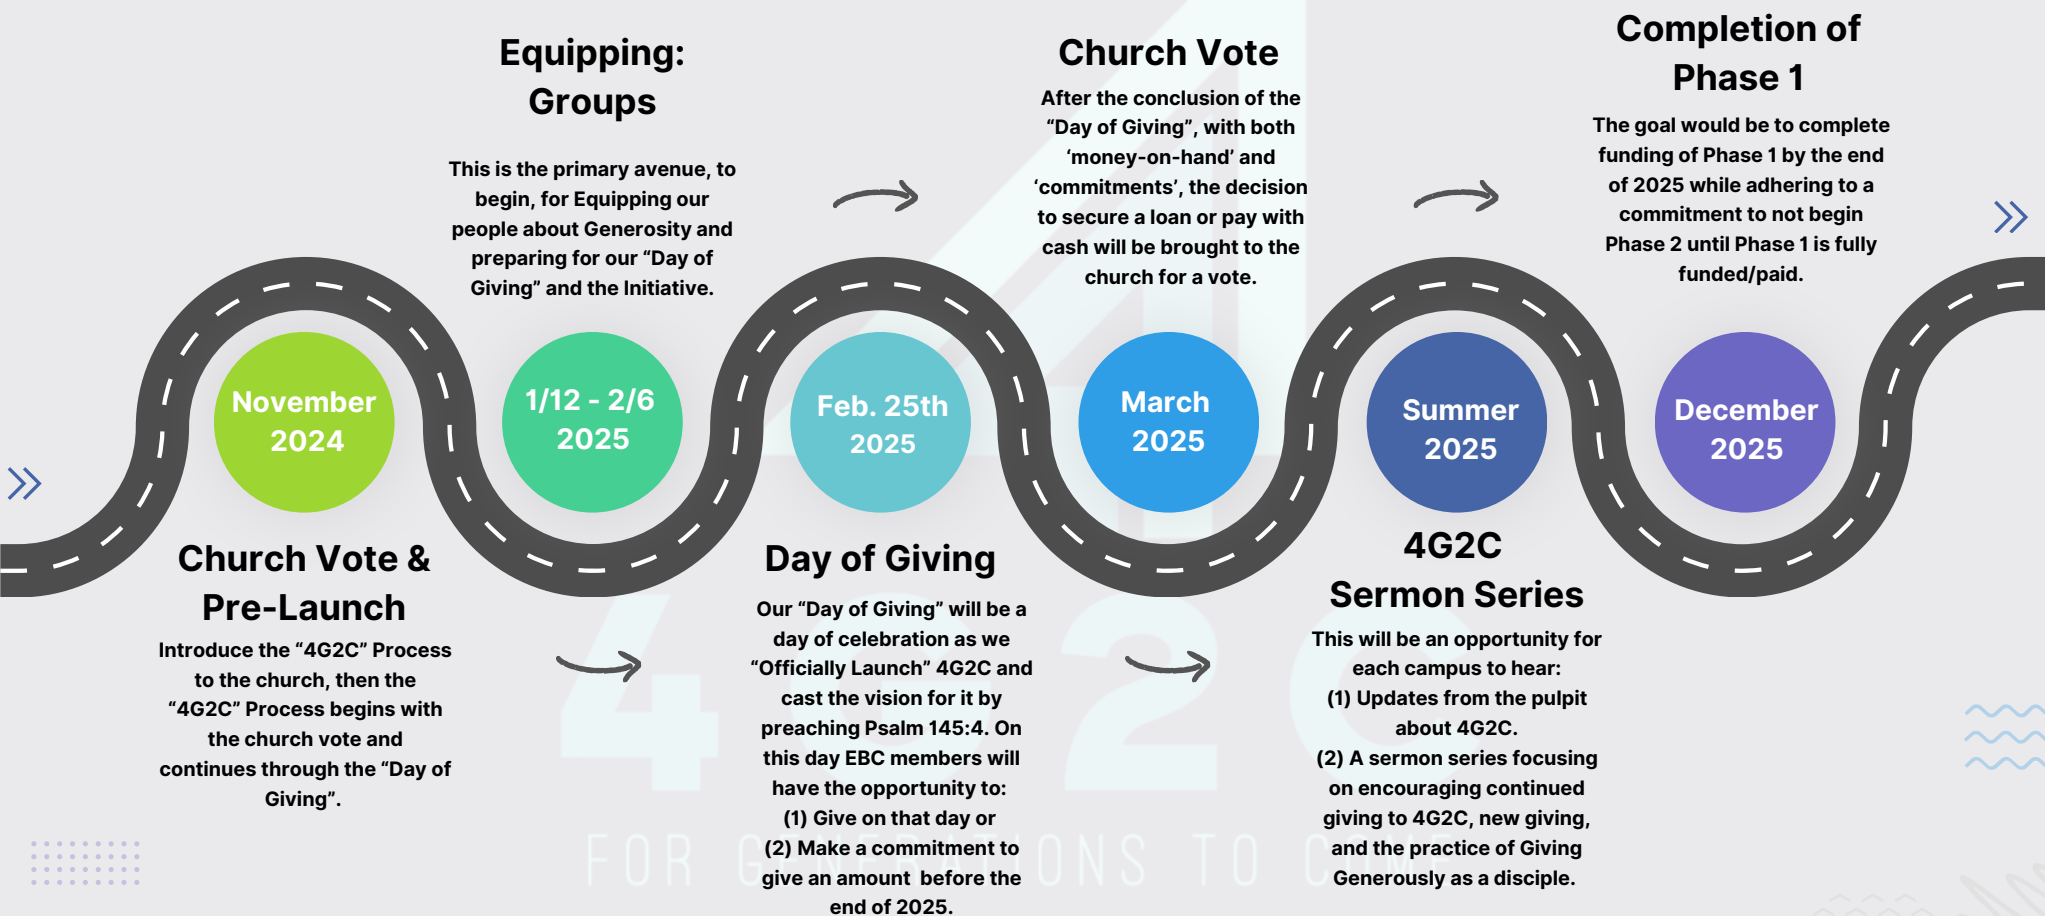 November
2024
Church Vote &
Pre-Launch
Introduce the “4G2C” Process
to the church, then the
“4G2C” Process begins with
the church vote and
continues through the “Day of
Giving”.
Equipping:
Groups
This is the primary avenue, to
begin, for Equipping our
people about Generosity and
preparing for our “Day of
Giving” and the Initiative.
1/12 - 2/6
2025
Feb. 25th
2025
Day of Giving
Our “Day of Giving” will be a
day of celebration as we
“Officially Launch” 4G2C and
cast the vision for it by
preaching Psalm 145:4. On
this day EBC members will
have the opportunity to:
(1) Give on that day or
(2) Make a commitment to
give an amount before the
end of 2025.
Church Vote
After the conclusion of the
“Day of Giving”, with both
‘money-on-hand’ and
‘commitments’, the decision
to secure a loan or pay with
cash will be brought to the
church for a vote.
March
2025
Summer
2025
4G2C
Sermon Series
This will be an opportunity for
each campus to hear:
(1) Updates from the pulpit
about 4G2C.
(2) A sermon series focusing
on encouraging continued
giving to 4G2C, new giving,
and the practice of Giving
Generously as a disciple.
Completion of
Phase 1
The goal would be to complete
funding of Phase 1 by the end
of 2025 while adhering to a
commitment to not begin
Phase 2 until Phase 1 is fully
funded/paid.
December
2025
4G2C
FOR GENERATIONS TO COME